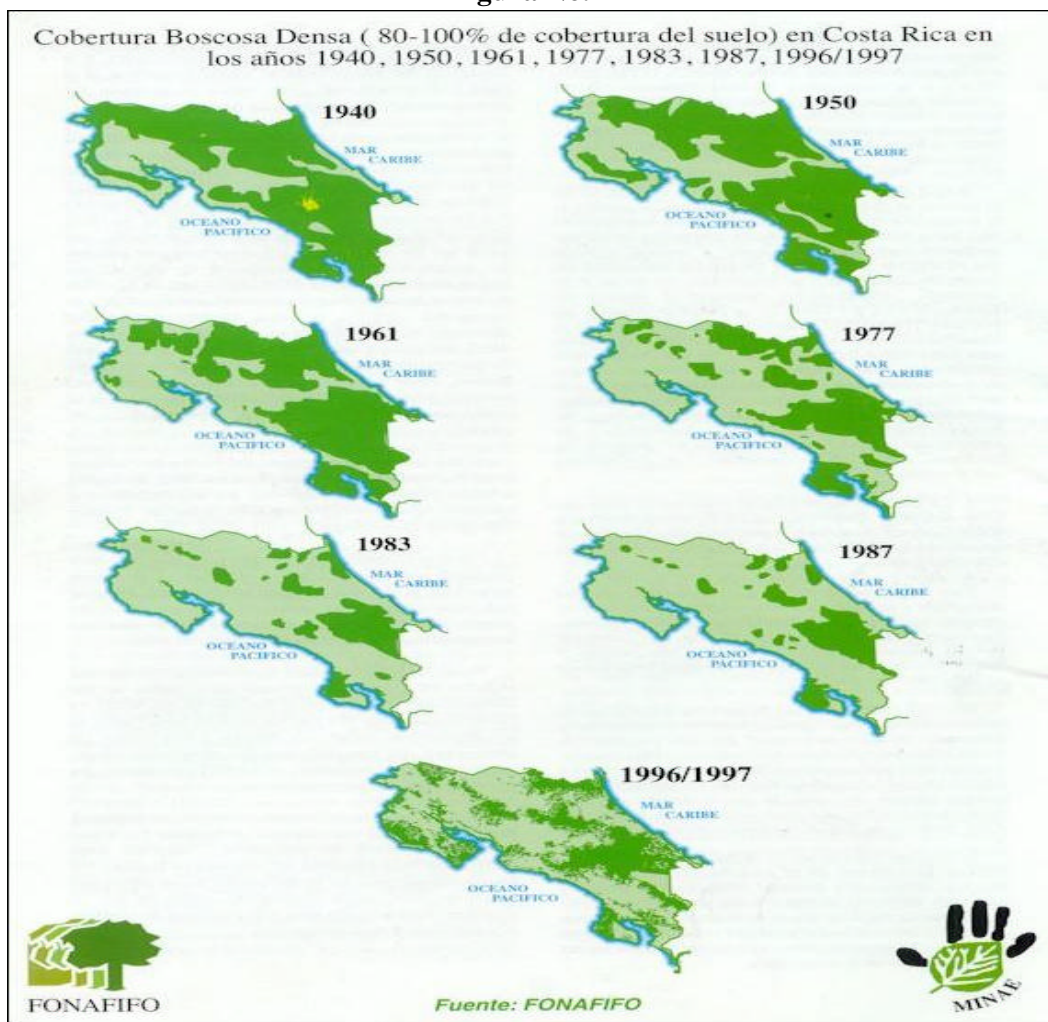 Cobertura Boscosa Densa ( 80-100% de cobertura del suelo) en Costa Rica en
los años 1940, 1950, 1961, 1977, 1983, 1987, 1996/1997
1940
MAR
CARIBE
OCEANO
PACIFICO
1950
MAR
CARIBE
OCEANO
PACIFICO
1961
MAR
CARIBE
OCEANO
PACIFICO
1977
MAR
CARIBE
OCEANO
PACIFICO
1983
MAR
CARIBE
OCEANO
PACIFICO
1987
MAR
CARIBE
OCEANO
PACIFICO
1996/1997
MAR
CARIBE
OCEANO
PACIFICO
FONAFIFO
Fuente: FONAFIFO
MINAE